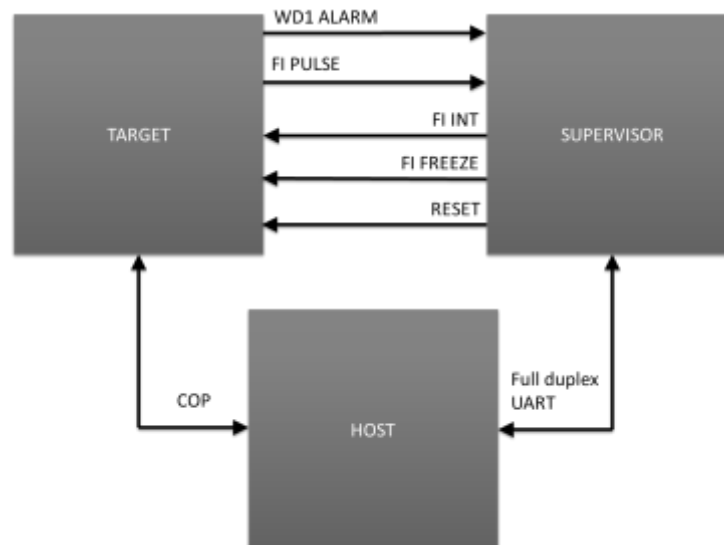 WD1 ALARM
FI PULSE
TARGET
FI INT
SUPERVISOR
FI FREEZE
RESET
COP
Full duplex
UART
HOST